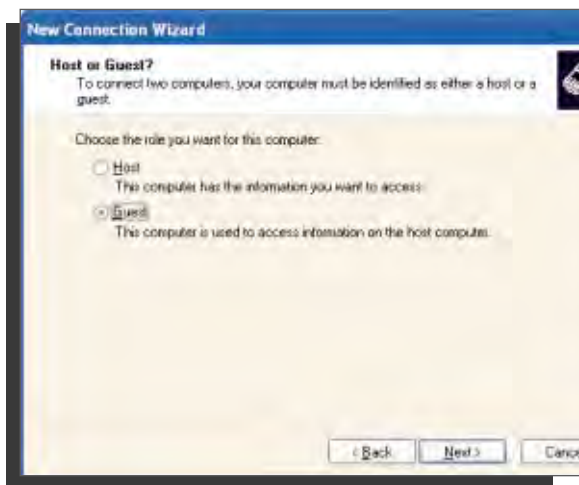 New Connection Wizard
Host or Guest?
To connect two computers, your computer must be identified as either a host or a
guest.
Choose the role you want for this computer:
Host
This computer has the information you want to access.
Guest
This computer is used to access information on the host computer.
< Back
Next >
Cance